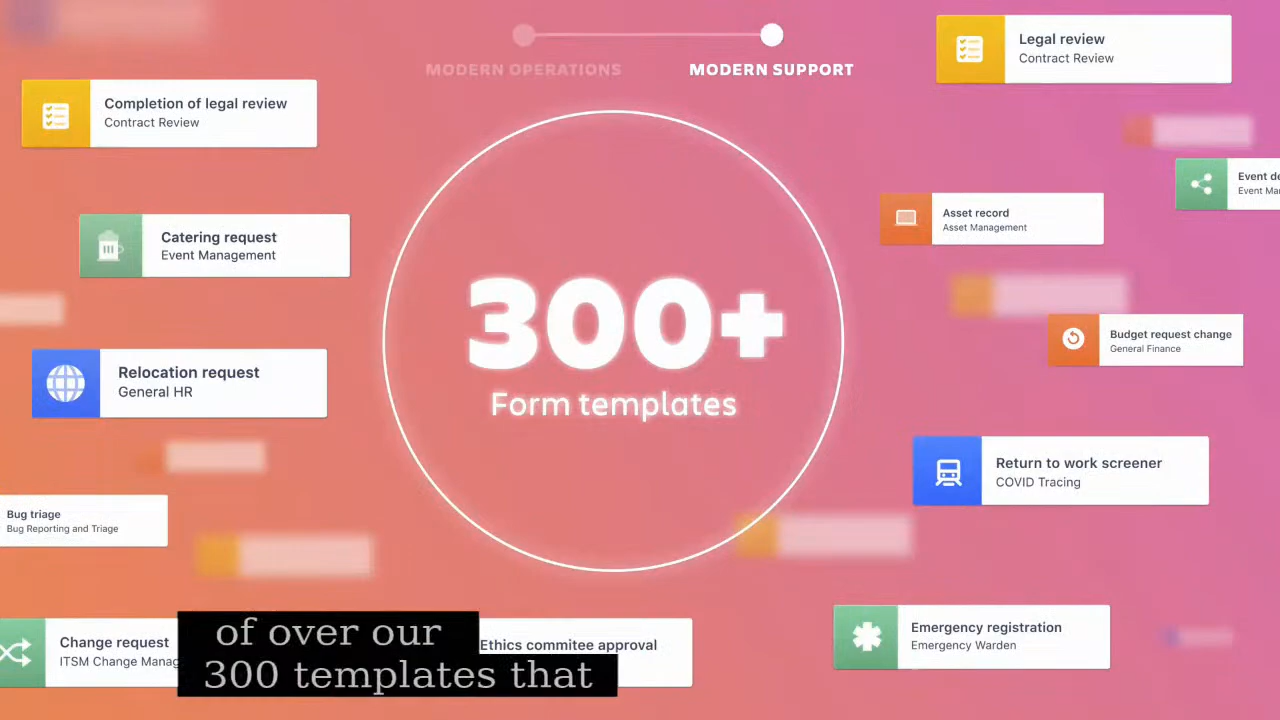 MODERN OPERATIONS
MODERN SUPPORT
Legal review
Contract Review
Completion of legal review
Contract Review
Event de
Event Ma
Asset record
Asset Management
Catering request
Event Management
300+
Form templates
Budget request change
General Finance
Relocation request
General HR
Return to work screener
COVID Tracing
Bug triage
Bug Reporting and Triage
Emergency registration
Emergency Warden
Change request
ITSM Change Manag
Ethics commitee approval
of over our
300 templates that